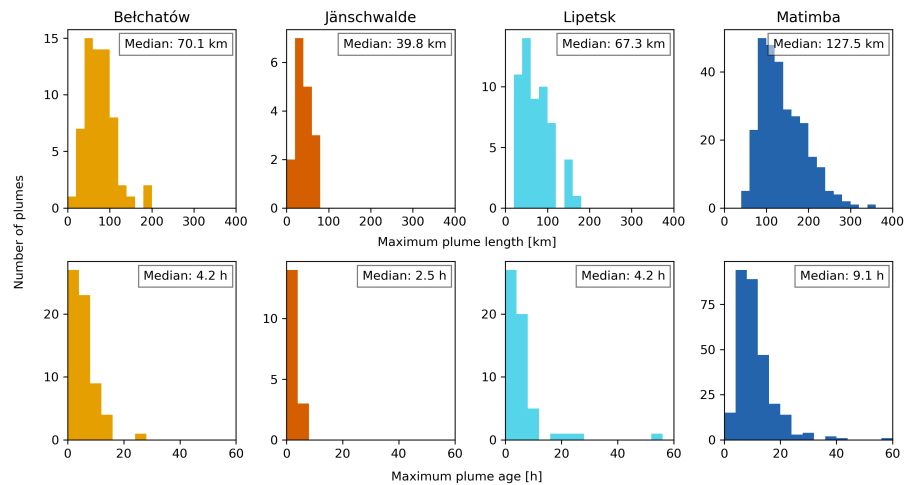 Bełchatów
Jänschwalde
Lipetsk
Matimba
Median: 70.1 km
Median: 39.8 km
Median: 67.3 km
Median: 127.5 km
15
10
5
0
6
4
2
0
10
5
0
40
20
0
0 100 200 300 400
0 100 200 300 400
0 100 200 300 400
0 100 200 300 400
Maximum plume length [km]
Number of plumes
Median: 4.2 h
Median: 2.5 h
Median: 4.2 h
Median: 9.1 h
20
10
0
10
5
0
20
10
0
75
50
25
0
0 20 40 60
0 20 40 60
0 20 40 60
0 20 40 60
Maximum plume age [h]